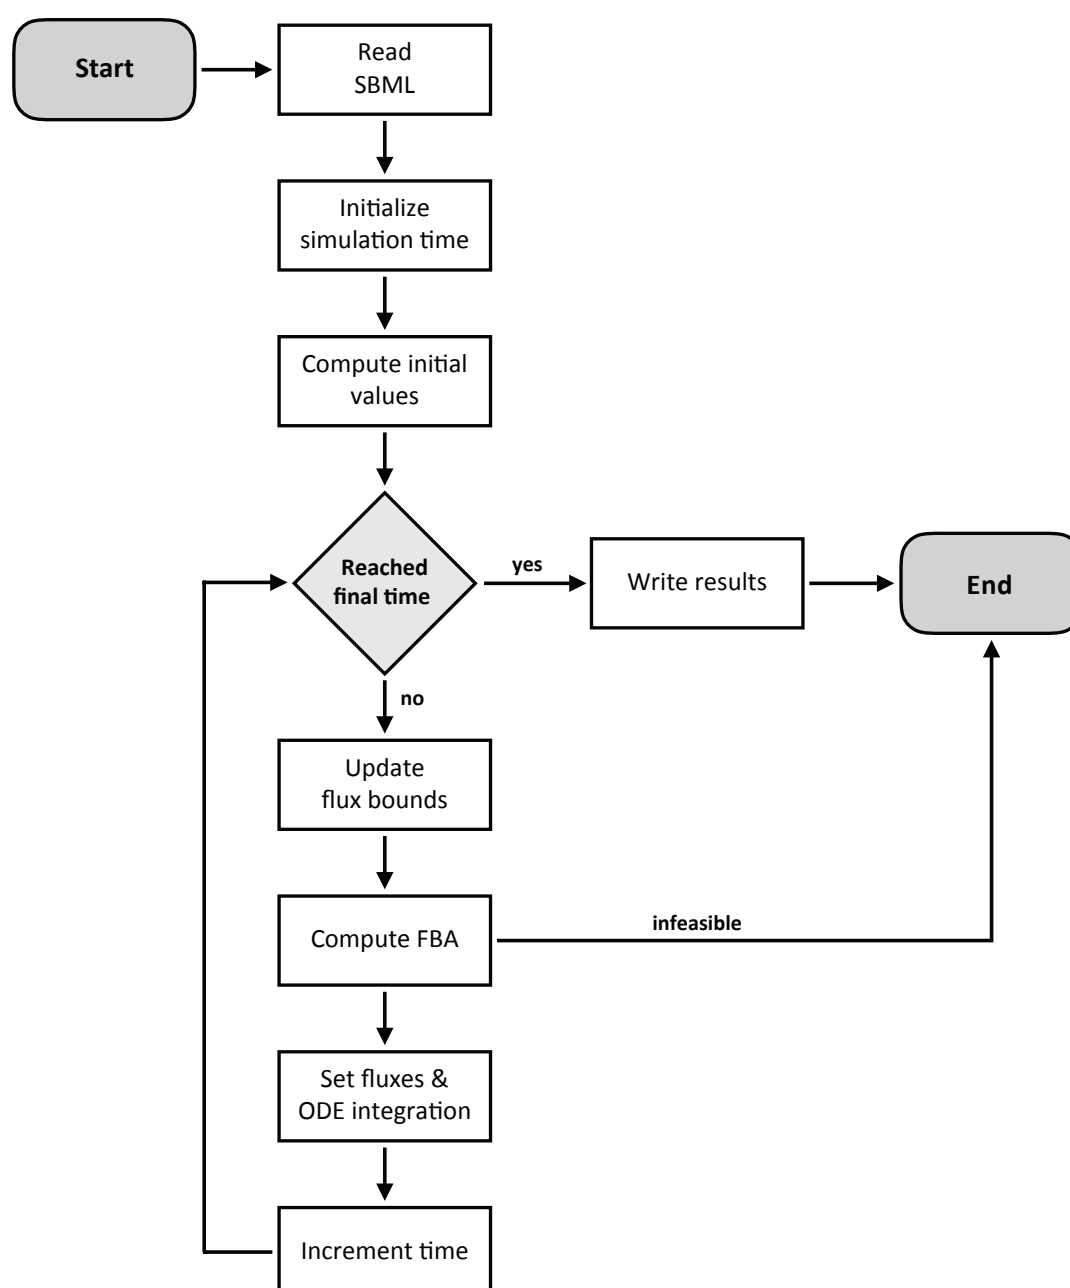 Start
Read
SBML
Initialize
simulation time
Compute initial
values
Reached
final time
yes
Write results
End
no
Update
flux bounds
Compute FBA
infeasible
Set fluxes &
ODE integration
Increment time